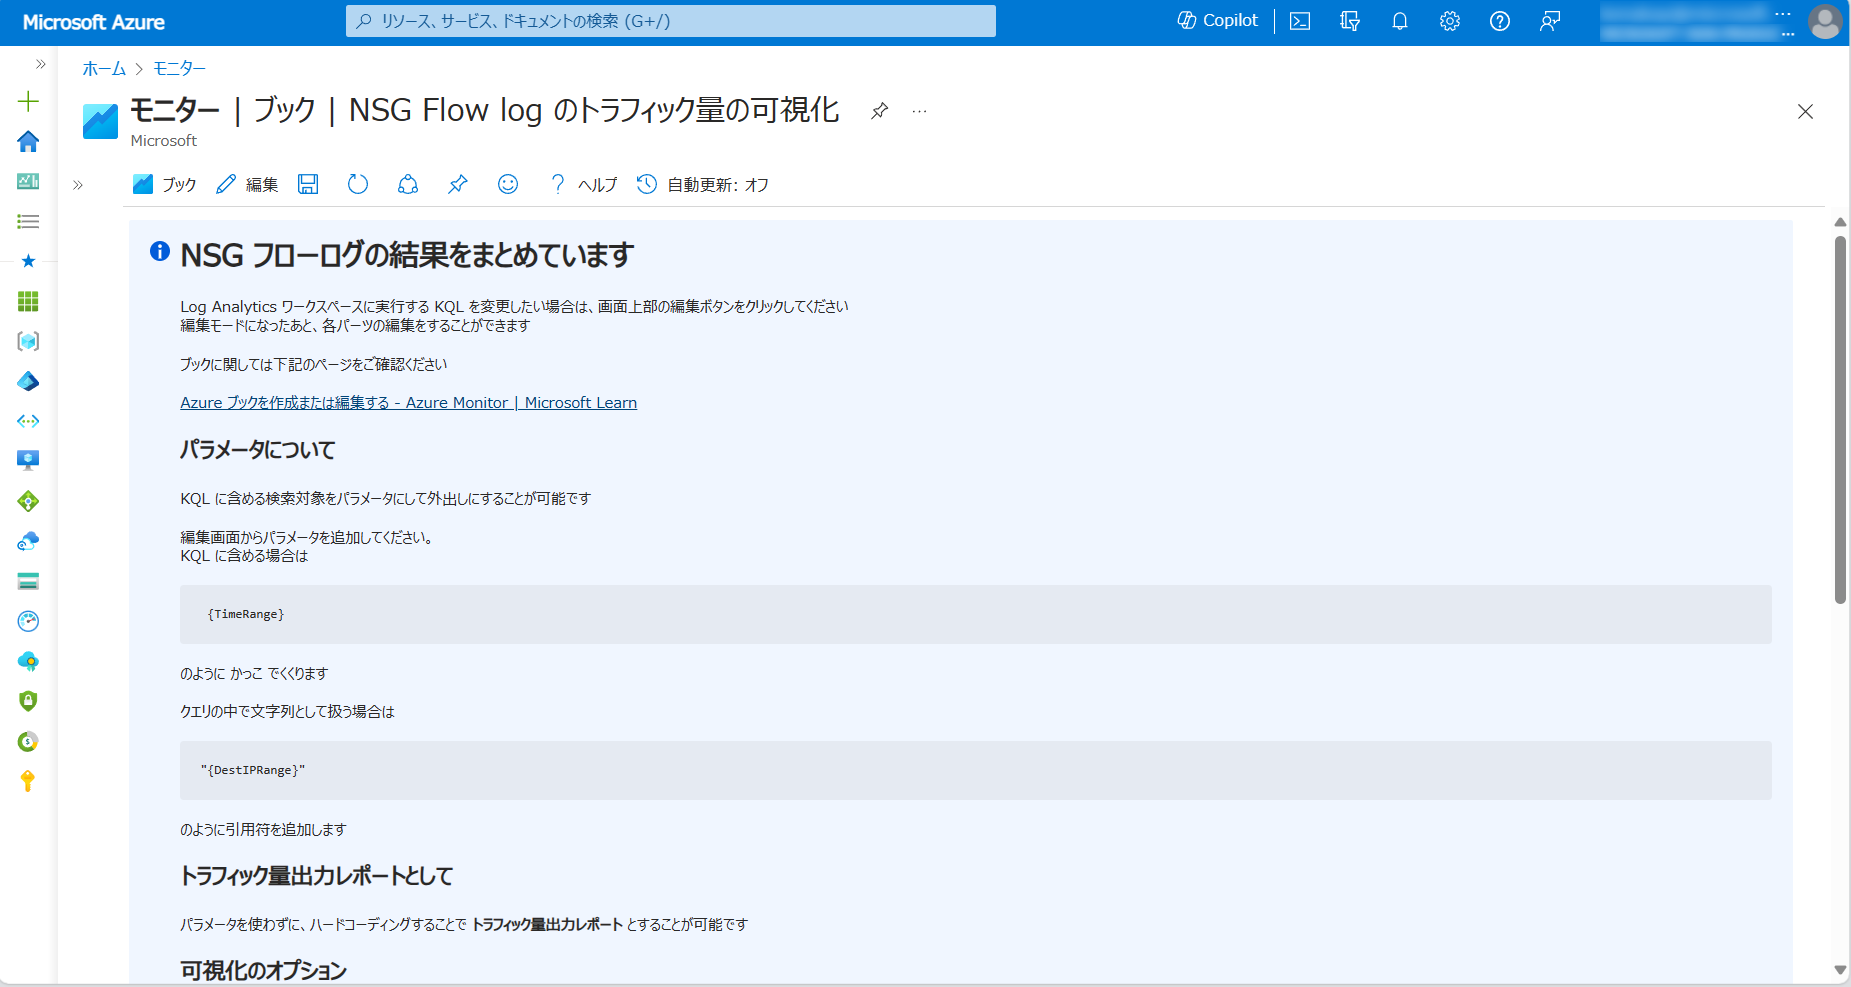 Microsoft Azure
リソース、サービス、ドキュメントの検索 (G+/)
Copilot
ホーム > モニター
モニター | ブック | NSG Flow log のトラフィック量の可視化
Microsoft
ブック 編集 ヘルプ 自動更新: オフ
NSG フローログの結果をまとめています
Log Analytics ワークスペースに実行する KQL を変更したい場合は、画面上部の編集ボタンをクリックしてください
編集モードになったあと、各パーツの編集をすることができます
ブックに関しては下記のページをご確認ください
Azure ブックを作成または編集する - Azure Monitor | Microsoft Learn
パラメータについて
KQL に含める検索対象をパラメータにして外出しにすることが可能です
編集画面からパラメータを追加してください。
KQL に含める場合は
{TimeRange}
のように かっこ でくくります
クエリの中で文字列として扱う場合は
"{DestIPRange}"
のように引用符を追加します
トラフィック量出力レポートとして
パラメータを使わずに、ハードコーディングすることで トラフィック量出力レポート とすることが可能です
可視化のオプション